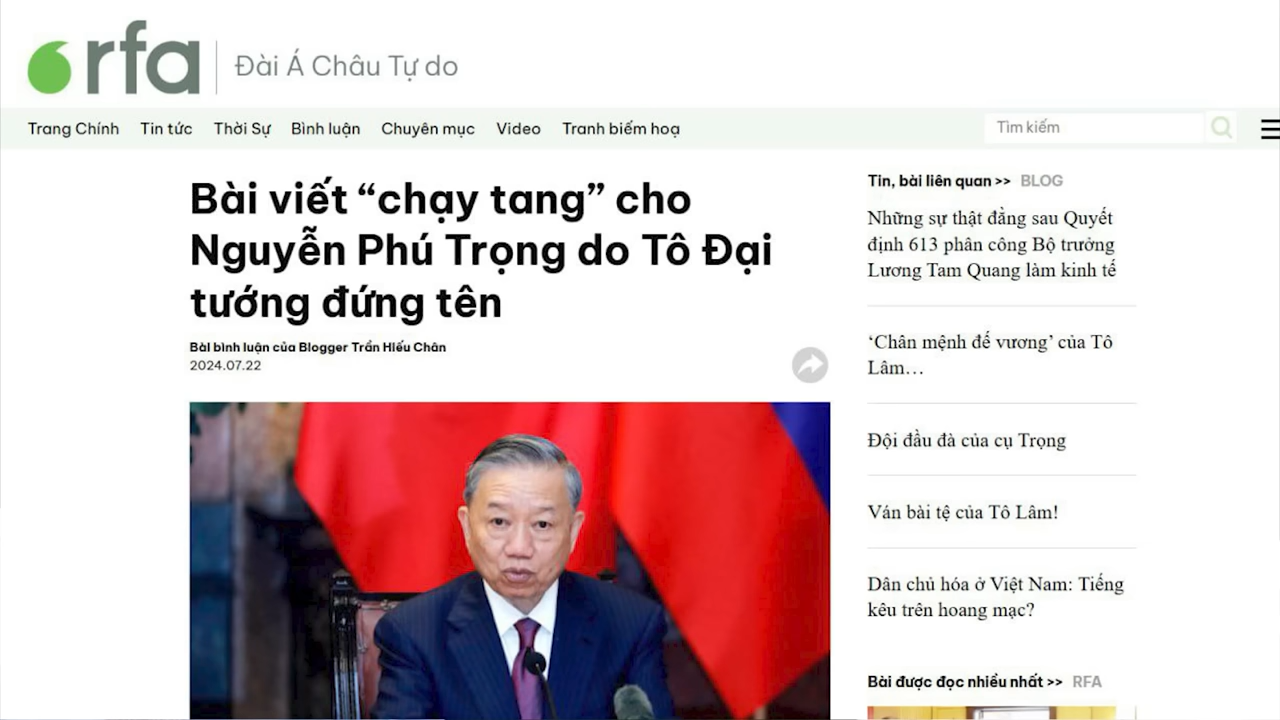 rfa
Đài Á Châu Tự do
Trang Chính Tin tức Thời Sự Bình luận Chuyên mục Video Tranh biếm hoạ
Tìm kiếm
Bài viết “chạy tang” cho
Nguyễn Phú Trọng do Tô Đại
tướng đứng tên
Bài bình luận của Blogger Trần Hiếu Chân
2024.07.22
Tin, bài liên quan >> BLOG
Những sự thật đằng sau Quyết
định 613 phân công Bộ trưởng
Lương Tam Quang làm kinh tế
‘Chân mệnh đế vương’ của Tô
Lâm…
Đội đầu đà của cụ Trọng
Ván bài tệ của Tô Lâm!
Dân chủ hóa ở Việt Nam: Tiếng
kêu trên hoang mạc?
Bài được đọc nhiều nhất >> RFA